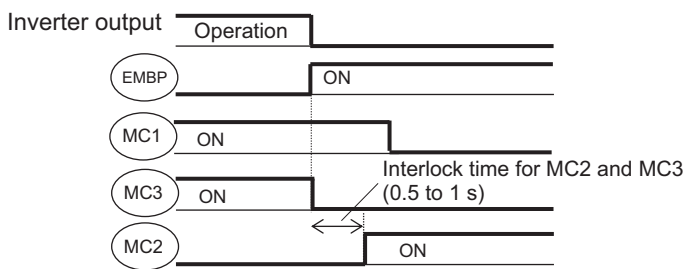 Inverter output
Operation
EMBP
ON
MC1
ON
Interlock time for MC2 and MC3
(0.5 to 1 s)
MC3
ON
MC2
ON